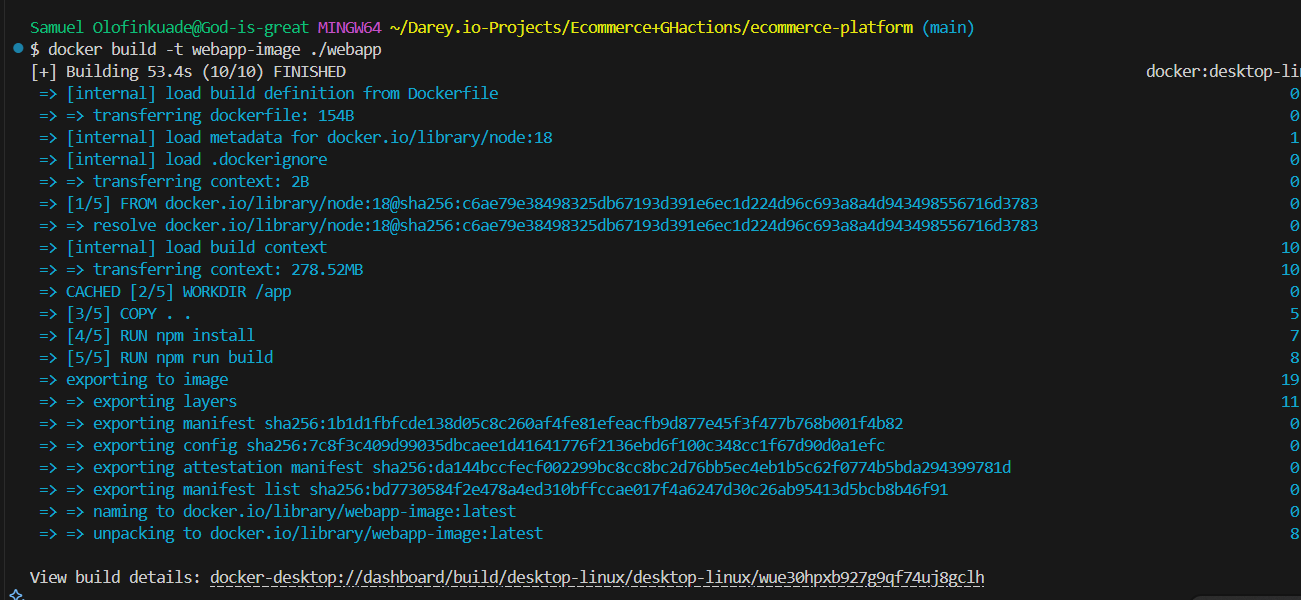 Samuel Olofinkuade@God-is-great MINGW64 ~/Darey.io-Projects/Ecommerce+GHactions/ecommerce-platform (main)
$ docker build -t webapp-image ./webapp
[+] Building 53.4s (10/10) FINISHED docker:desktop-li
=> [internal] load build definition from Dockerfile 0
=> => transferring dockerfile: 154B 0
=> [internal] load metadata for docker.io/library/node:18 1
=> [internal] load .dockerignore 0
=> => transferring context: 2B 0
=> [1/5] FROM docker.io/library/node:18@sha256:c6ae79e38498325db67193d391e6ec1d224d96c693a8a4d943498556716d3783 0
=> => resolve docker.io/library/node:18@sha256:c6ae79e38498325db67193d391e6ec1d224d96c693a8a4d943498556716d3783 0
=> [internal] load build context 10
=> => transferring context: 278.52MB 10
=> CACHED [2/5] WORKDIR /app 0
=> [3/5] COPY . . 5
=> [4/5] RUN npm install 7
=> [5/5] RUN npm run build 8
=> exporting to image 19
=> => exporting layers 11
=> => exporting manifest sha256:1b1d1fbfcde138d05c8c260af4fe81efeacfb9d877e45f3f477b768b001f4b82 0
=> => exporting config sha256:7c8f3c409d99035dbcaee1d41641776f2136ebd6f100c348cc1f67d90d0a1efc 0
=> => exporting attestation manifest sha256:da144bccfecf002299bc8cc8bc2d76bb5ec4eb1b5c62f0774b5bda294399781d 0
=> => exporting manifest list sha256:bd7730584f2e478a4ed310bffccae017f4a6247d30c26ab95413d5bcb8b46f91 0
=> => naming to docker.io/library/webapp-image:latest 0
=> => unpacking to docker.io/library/webapp-image:latest 8
View build details: docker-desktop://dashboard/build/desktop-linux/desktop-linux/wue30hpxb927g9qf74uj8gclh